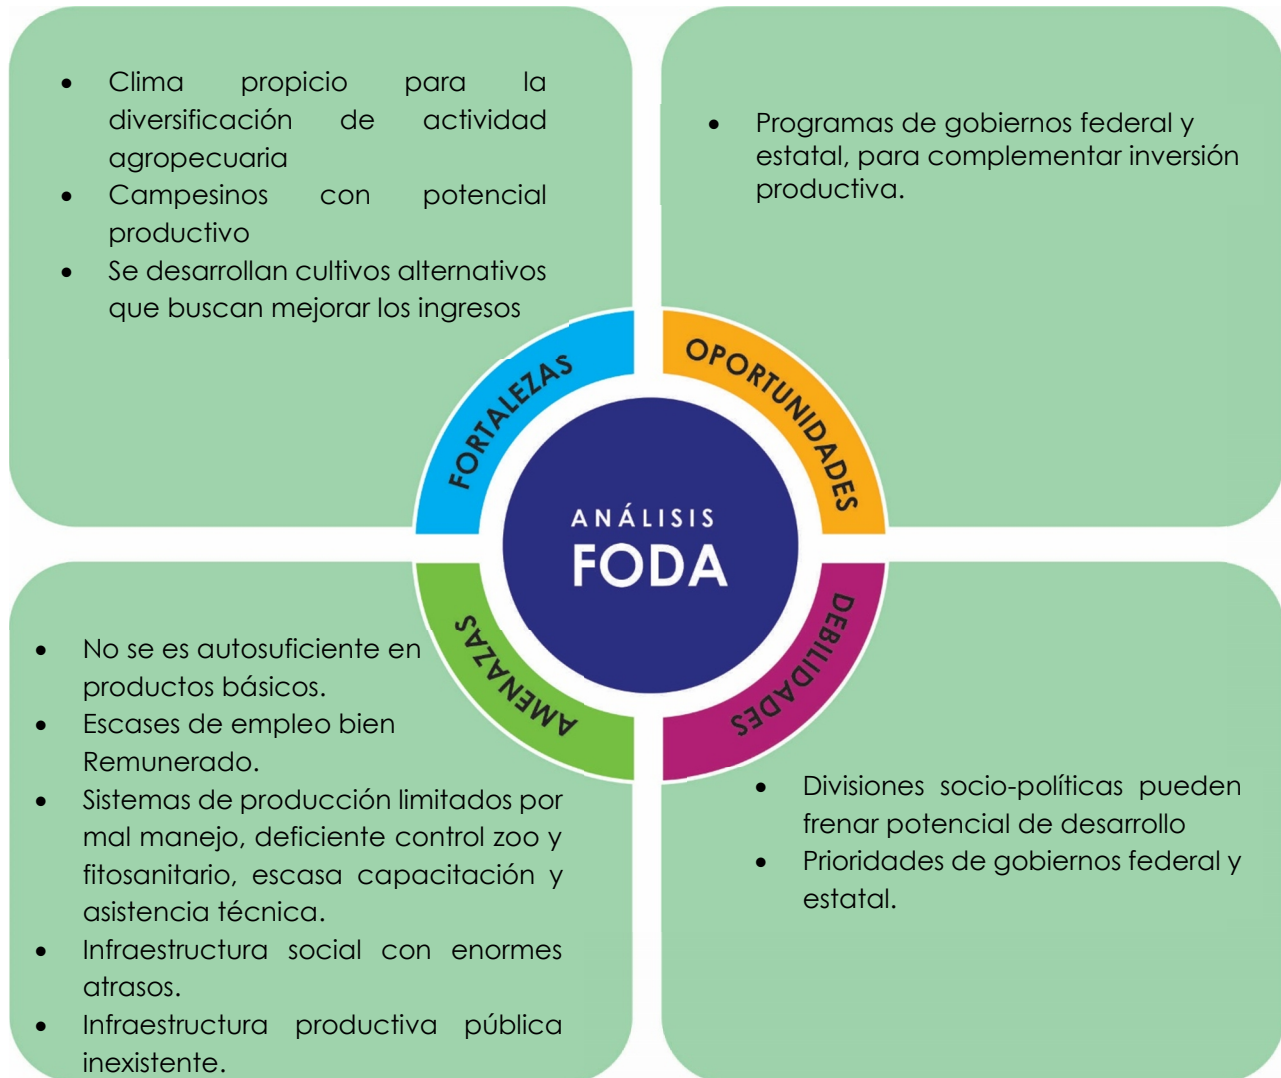 • Clima propicio para la
diversificación de actividad
agropecuaria
• Campesinos con potencial
productivo
• Se desarrollan cultivos alternativos
que buscan mejorar los ingresos
• Programas de gobiernos federal y
estatal, para complementar inversión
productiva.
FORTALEZAS
OPORTUNIDADES
ANÁLISIS
FODA
AMENAZAS
DEBILIDADES
• No se es autosuficiente en
productos básicos.
• Escases de empleo bien
Remunerado.
• Sistemas de producción limitados por
mal manejo, deficiente control zoo y
fitosanitario, escasa capacitación y
asistencia técnica.
• Infraestructura social con enormes
atrasos.
• Infraestructura productiva pública
inexistente.
• Divisiones socio-políticas pueden
frenar potencial de desarrollo
• Prioridades de gobiernos federal y
estatal.